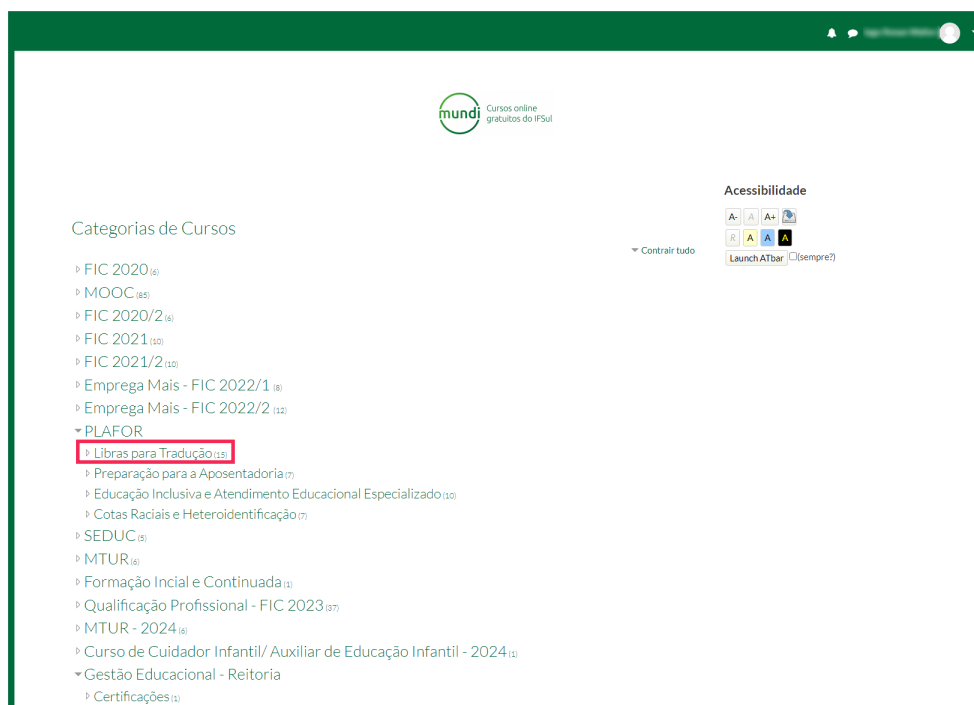 mundi
Cursos online
gratuitos do IFSul
Acessibilidade
A- A A+
R A A A
Launch ATbar (sempre?)
Categorias de Cursos
Contrair tudo
FIC 2020 (6)
MOOC (85)
FIC 2020/2 (6)
FIC 2021 (10)
FIC 2021/2 (10)
Emprega Mais - FIC 2022/1 (8)
Emprega Mais - FIC 2022/2 (12)
PLAFOR
Libras para Tradução (15)
Preparação para a Aposentadoria (7)
Educação Inclusiva e Atendimento Educacional Especializado (10)
Cotas Raciais e Heteroidentificação (7)
SEDUC (5)
MTUR (6)
Formação Incial e Continuada (1)
Qualificação Profissional - FIC 2023 (37)
MTUR - 2024 (6)
Curso de Cuidador Infantil/ Auxiliar de Educação Infantil - 2024 (1)
Gestão Educacional - Reitoria
Certificações (1)